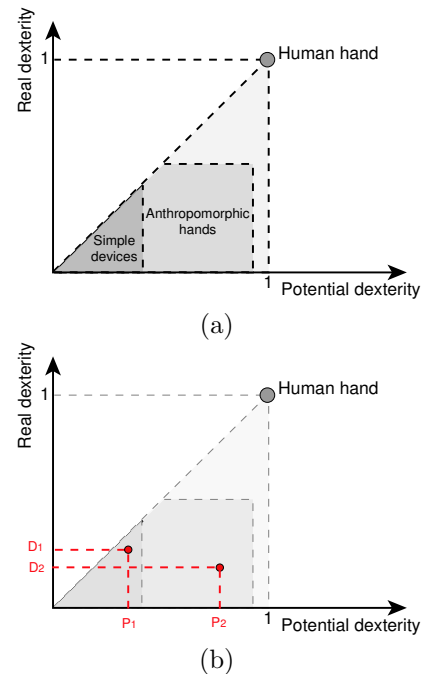 Real dexterity
1
Human hand
Anthropomorphic
hands
Simple
devices
1
Potential dexterity
(a)
Real dexterity
1
Human hand
D1
D2
P1
P2
1
Potential dexterity
(b)